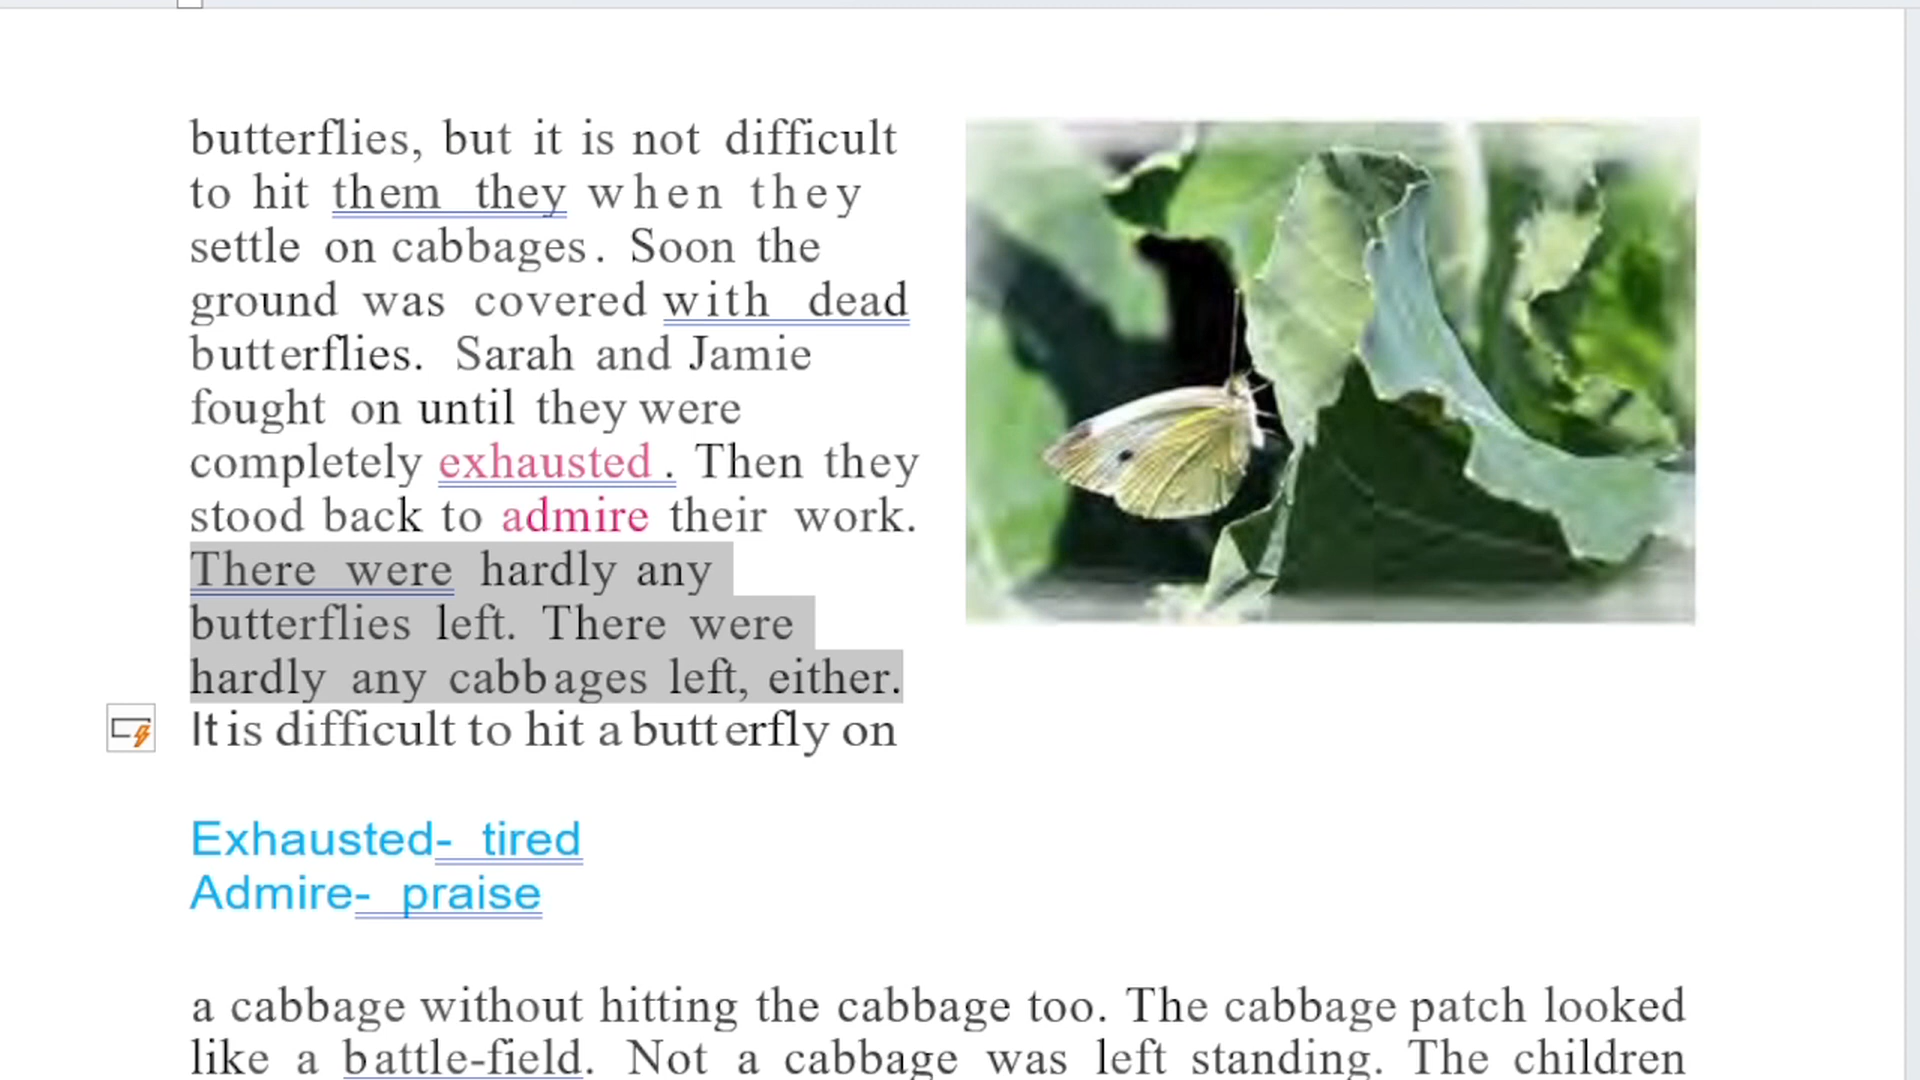 butterflies, but it is not difficult
to hit them they when they
settle on cabbages. Soon the
ground was covered with dead
butterflies. Sarah and Jamie
fought on until they were
completely exhausted . Then they
stood back to admire their work.
There were hardly any
butterflies left. There were
hardly any cabbages left, either.
It is difficult to hit a butterfly on
Exhausted- tired
Admire- praise
a cabbage without hitting the cabbage too. The cabbage patch looked
like a battle-field. Not a cabbage was left standing. The children